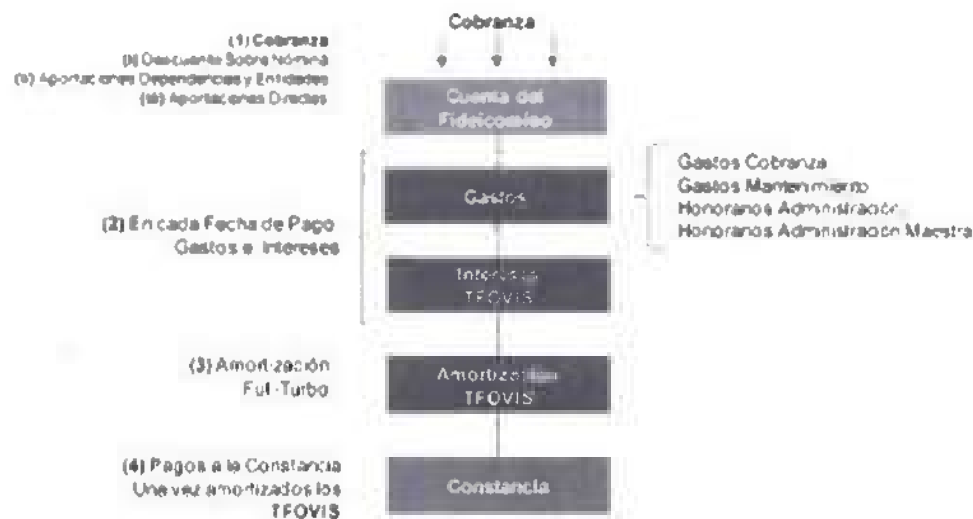 Cobranza
(1) Cobranza
(i) Descuento Sobre Nómina
(ii) Aportaciones Dependencias y Entidades
(iii) Aportaciones Directas
Cuenta del
Fideicomiso
Gastos
Gastos Cobranza
Gastos Mantenimiento
Honorarios Administración
Honorarios Administración Maestra
(2) En cada Fecha de Pago
Gastos e Intereses
Intereses
TFOVIS
(3) Amortización
Full-Turbo
Amortización
TFOVIS
(4) Pagos a la Constancia
Una vez amortizados los
TFOVIS
Constancia